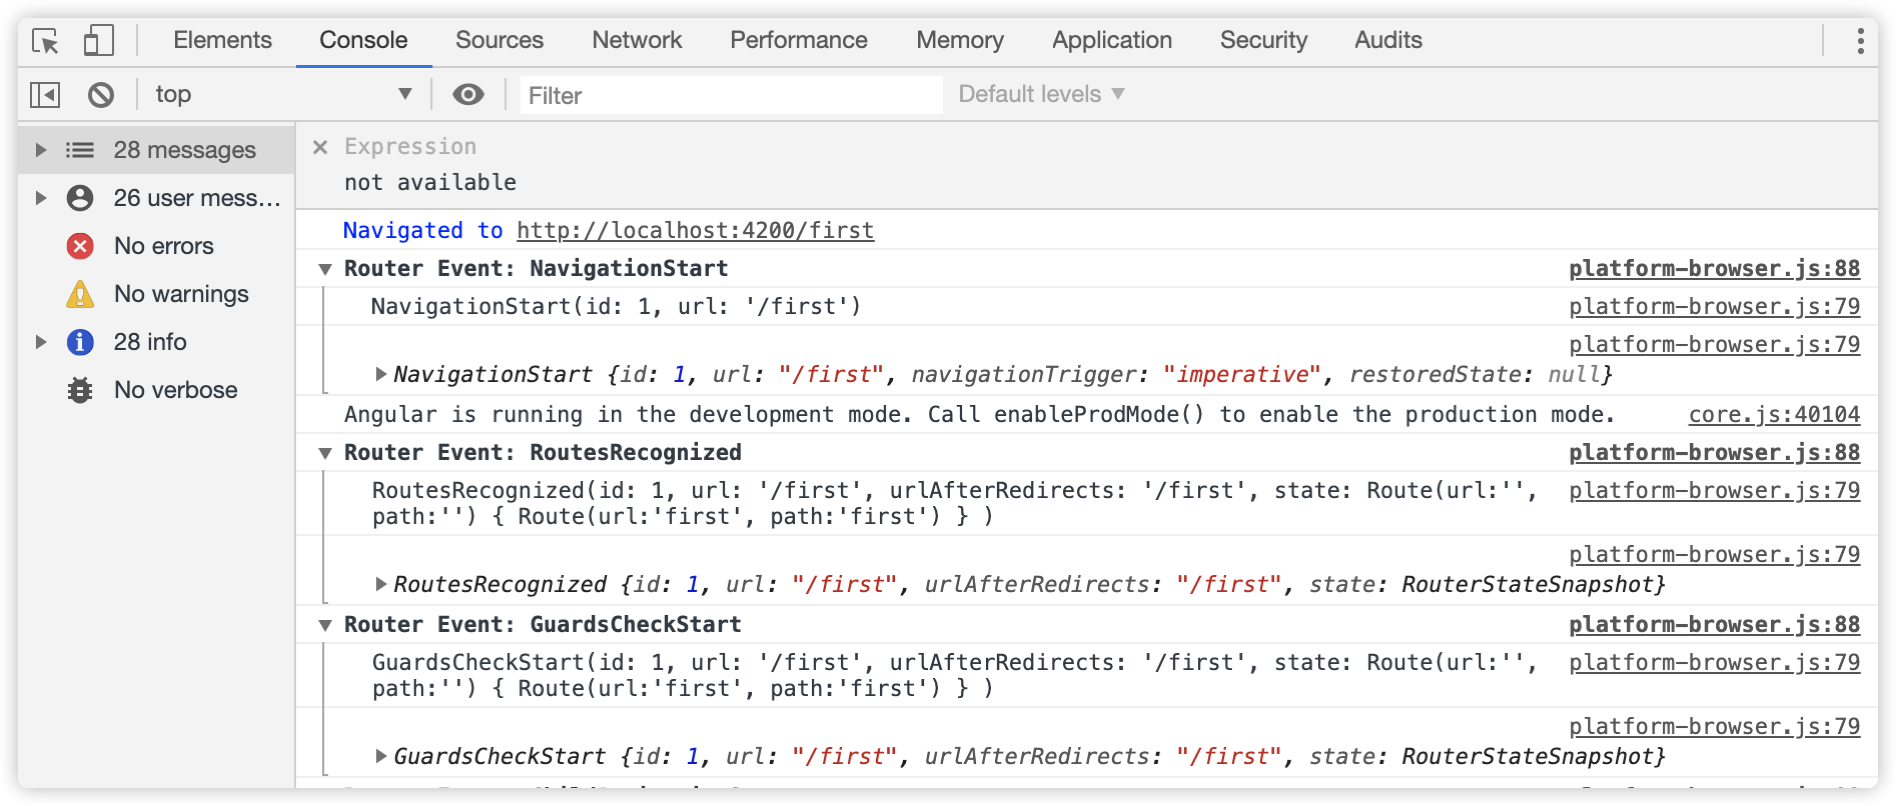 Elements Console Sources Network Performance Memory Application Security Audits
top ▼ Filter Default levels ▼
28 messages
26 user mess…
No errors
No warnings
28 info
No verbose
× Expression
not available
Navigated to http://localhost:4200/first
▼ Router Event: NavigationStart platform-browser.js:88
NavigationStart(id: 1, url: '/first') platform-browser.js:79
platform-browser.js:79
▶ NavigationStart {id: 1, url: "/first", navigationTrigger: "imperative", restoredState: null}
Angular is running in the development mode. Call enableProdMode() to enable the production mode. core.js:40104
▼ Router Event: RoutesRecognized platform-browser.js:88
RoutesRecognized(id: 1, url: '/first', urlAfterRedirects: '/first', state: Route(url:'', platform-browser.js:79
path:'') { Route(url:'first', path:'first') } )
platform-browser.js:79
▶ RoutesRecognized {id: 1, url: "/first", urlAfterRedirects: "/first", state: RouterStateSnapshot}
▼ Router Event: GuardsCheckStart platform-browser.js:88
GuardsCheckStart(id: 1, url: '/first', urlAfterRedirects: '/first', state: Route(url:'', platform-browser.js:79
path:'') { Route(url:'first', path:'first') } )
platform-browser.js:79
▶ GuardsCheckStart {id: 1, url: "/first", urlAfterRedirects: "/first", state: RouterStateSnapshot}